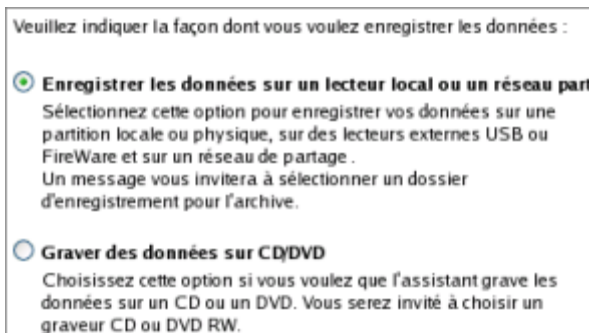 Veuillez indiquer la façon dont vous voulez enregistrer les données :
Enregistrer les données sur un lecteur local ou un réseau part
Sélectionnez cette option pour enregistrer vos données sur une
partition locale ou physique, sur des lecteurs externes USB ou
FireWare et sur un réseau de partage .
Un message vous invitera à sélectionner un dossier
d'enregistrement pour l'archive.
Graver des données sur CD/DVD
Choisissez cette option si vous voulez que l'assistant grave les
données sur un CD ou un DVD. Vous serez invité à choisir un
graveur CD ou DVD RW.